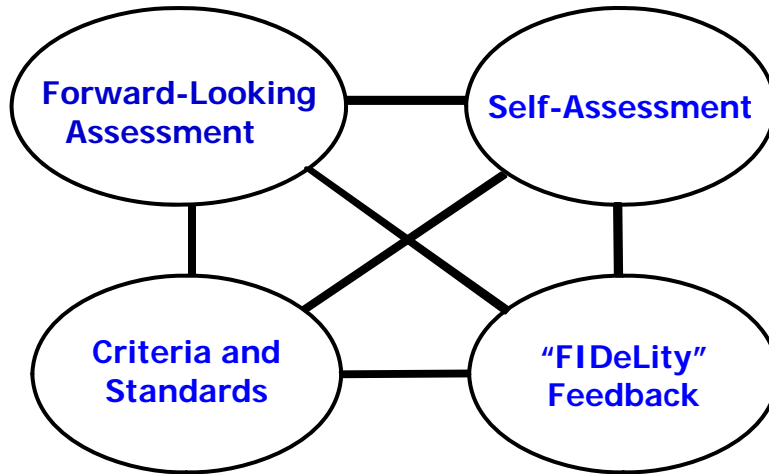 Forward-Looking
Assessment
Self-Assessment
Criteria and
Standards
“FIDeLity”
Feedback